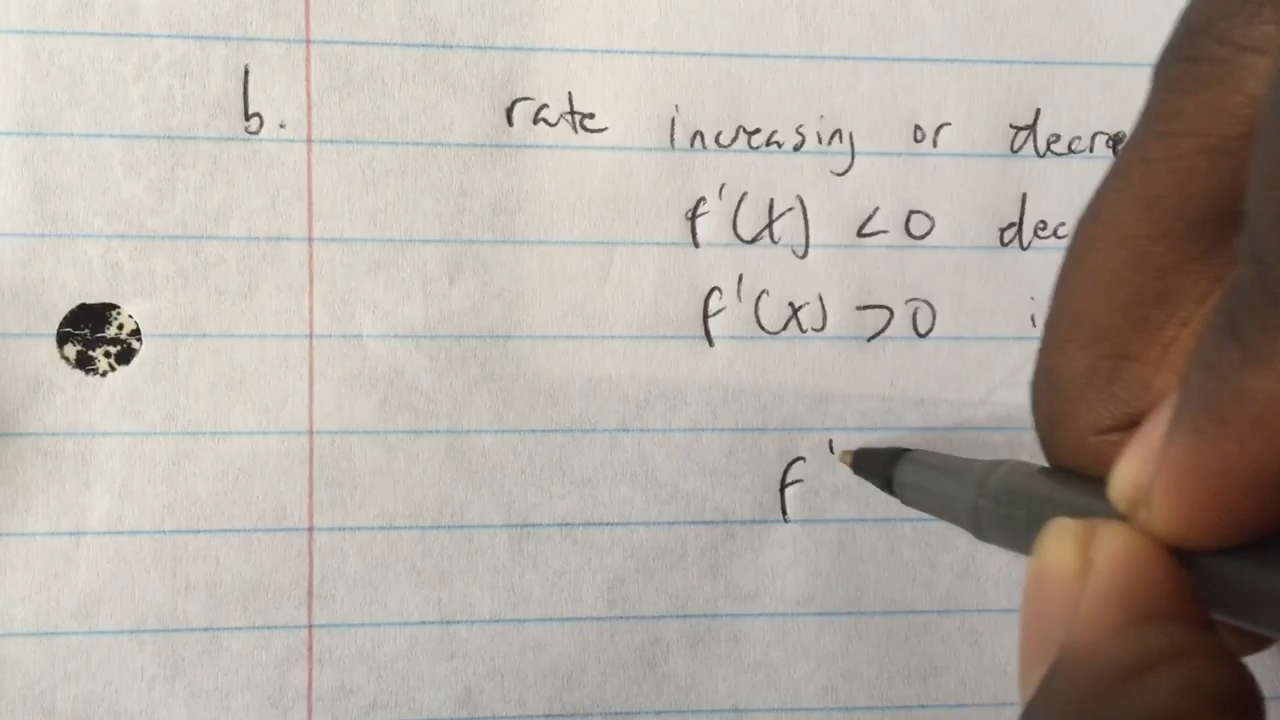 b. rate increasing or decre
f'(x) <0 dec
f'(x) >0 i
f'